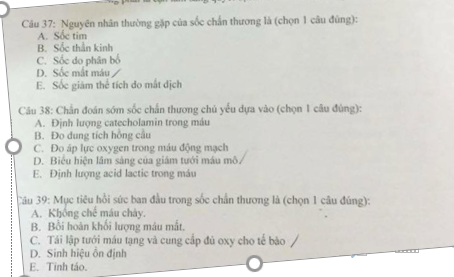 Câu 37: Nguyên nhân thường gặp của sốc chấn thương là (chọn 1 câu đúng):
A. Sốc tim
B. Sốc thần kinh
C. Sốc do phân bố
D. Sốc mất máu
E. Sốc giảm thể tích do mất dịch
Câu 38: Chẩn đoán sớm sốc chấn thương chủ yếu dựa vào (chọn 1 câu đúng):
A. Định lượng catecholamin trong máu
B. Đo dung tích hồng cầu
C. Đo áp lực oxygen trong máu động mạch
D. Biểu hiện lâm sàng của giảm tưới máu mô
E. Định lượng acid lactic trong máu
Câu 39: Mục tiêu hồi sức ban đầu trong sốc chấn thương là (chọn 1 câu đúng):
A. Khống chế máu chảy.
B. Bồi hoàn khối lượng máu mất.
C. Tái lập tưới máu tạng và cung cấp đủ oxy cho tế bào
D. Sinh hiệu ổn định
E. Tỉnh táo.